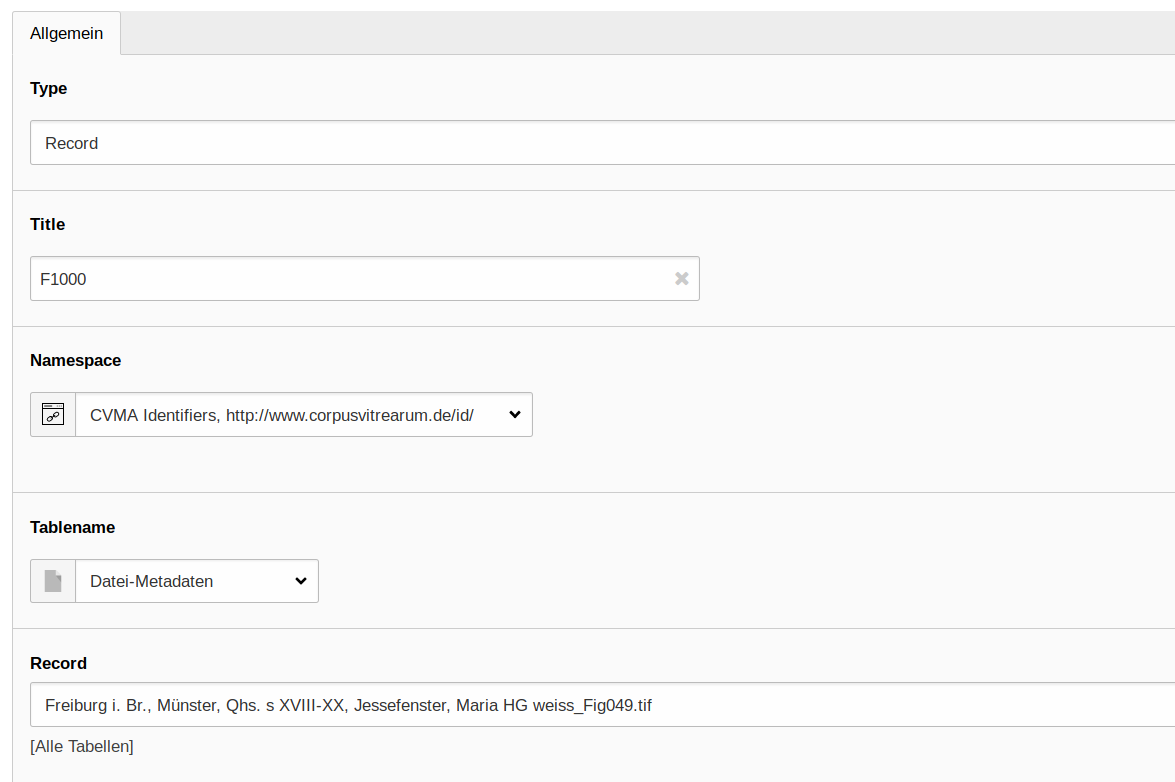 Allgemein
Type
Record
Title
F1000
Namespace
CVMA Identifiers, http://www.corpusvitrearum.de/id/
Tablename
Datei-Metadaten
Record
Freiburg i. Br., Münster, Qhs. s XVIII-XX, Jessefenster, Maria HG weiss_Fig049.tif
[Alle Tabellen]